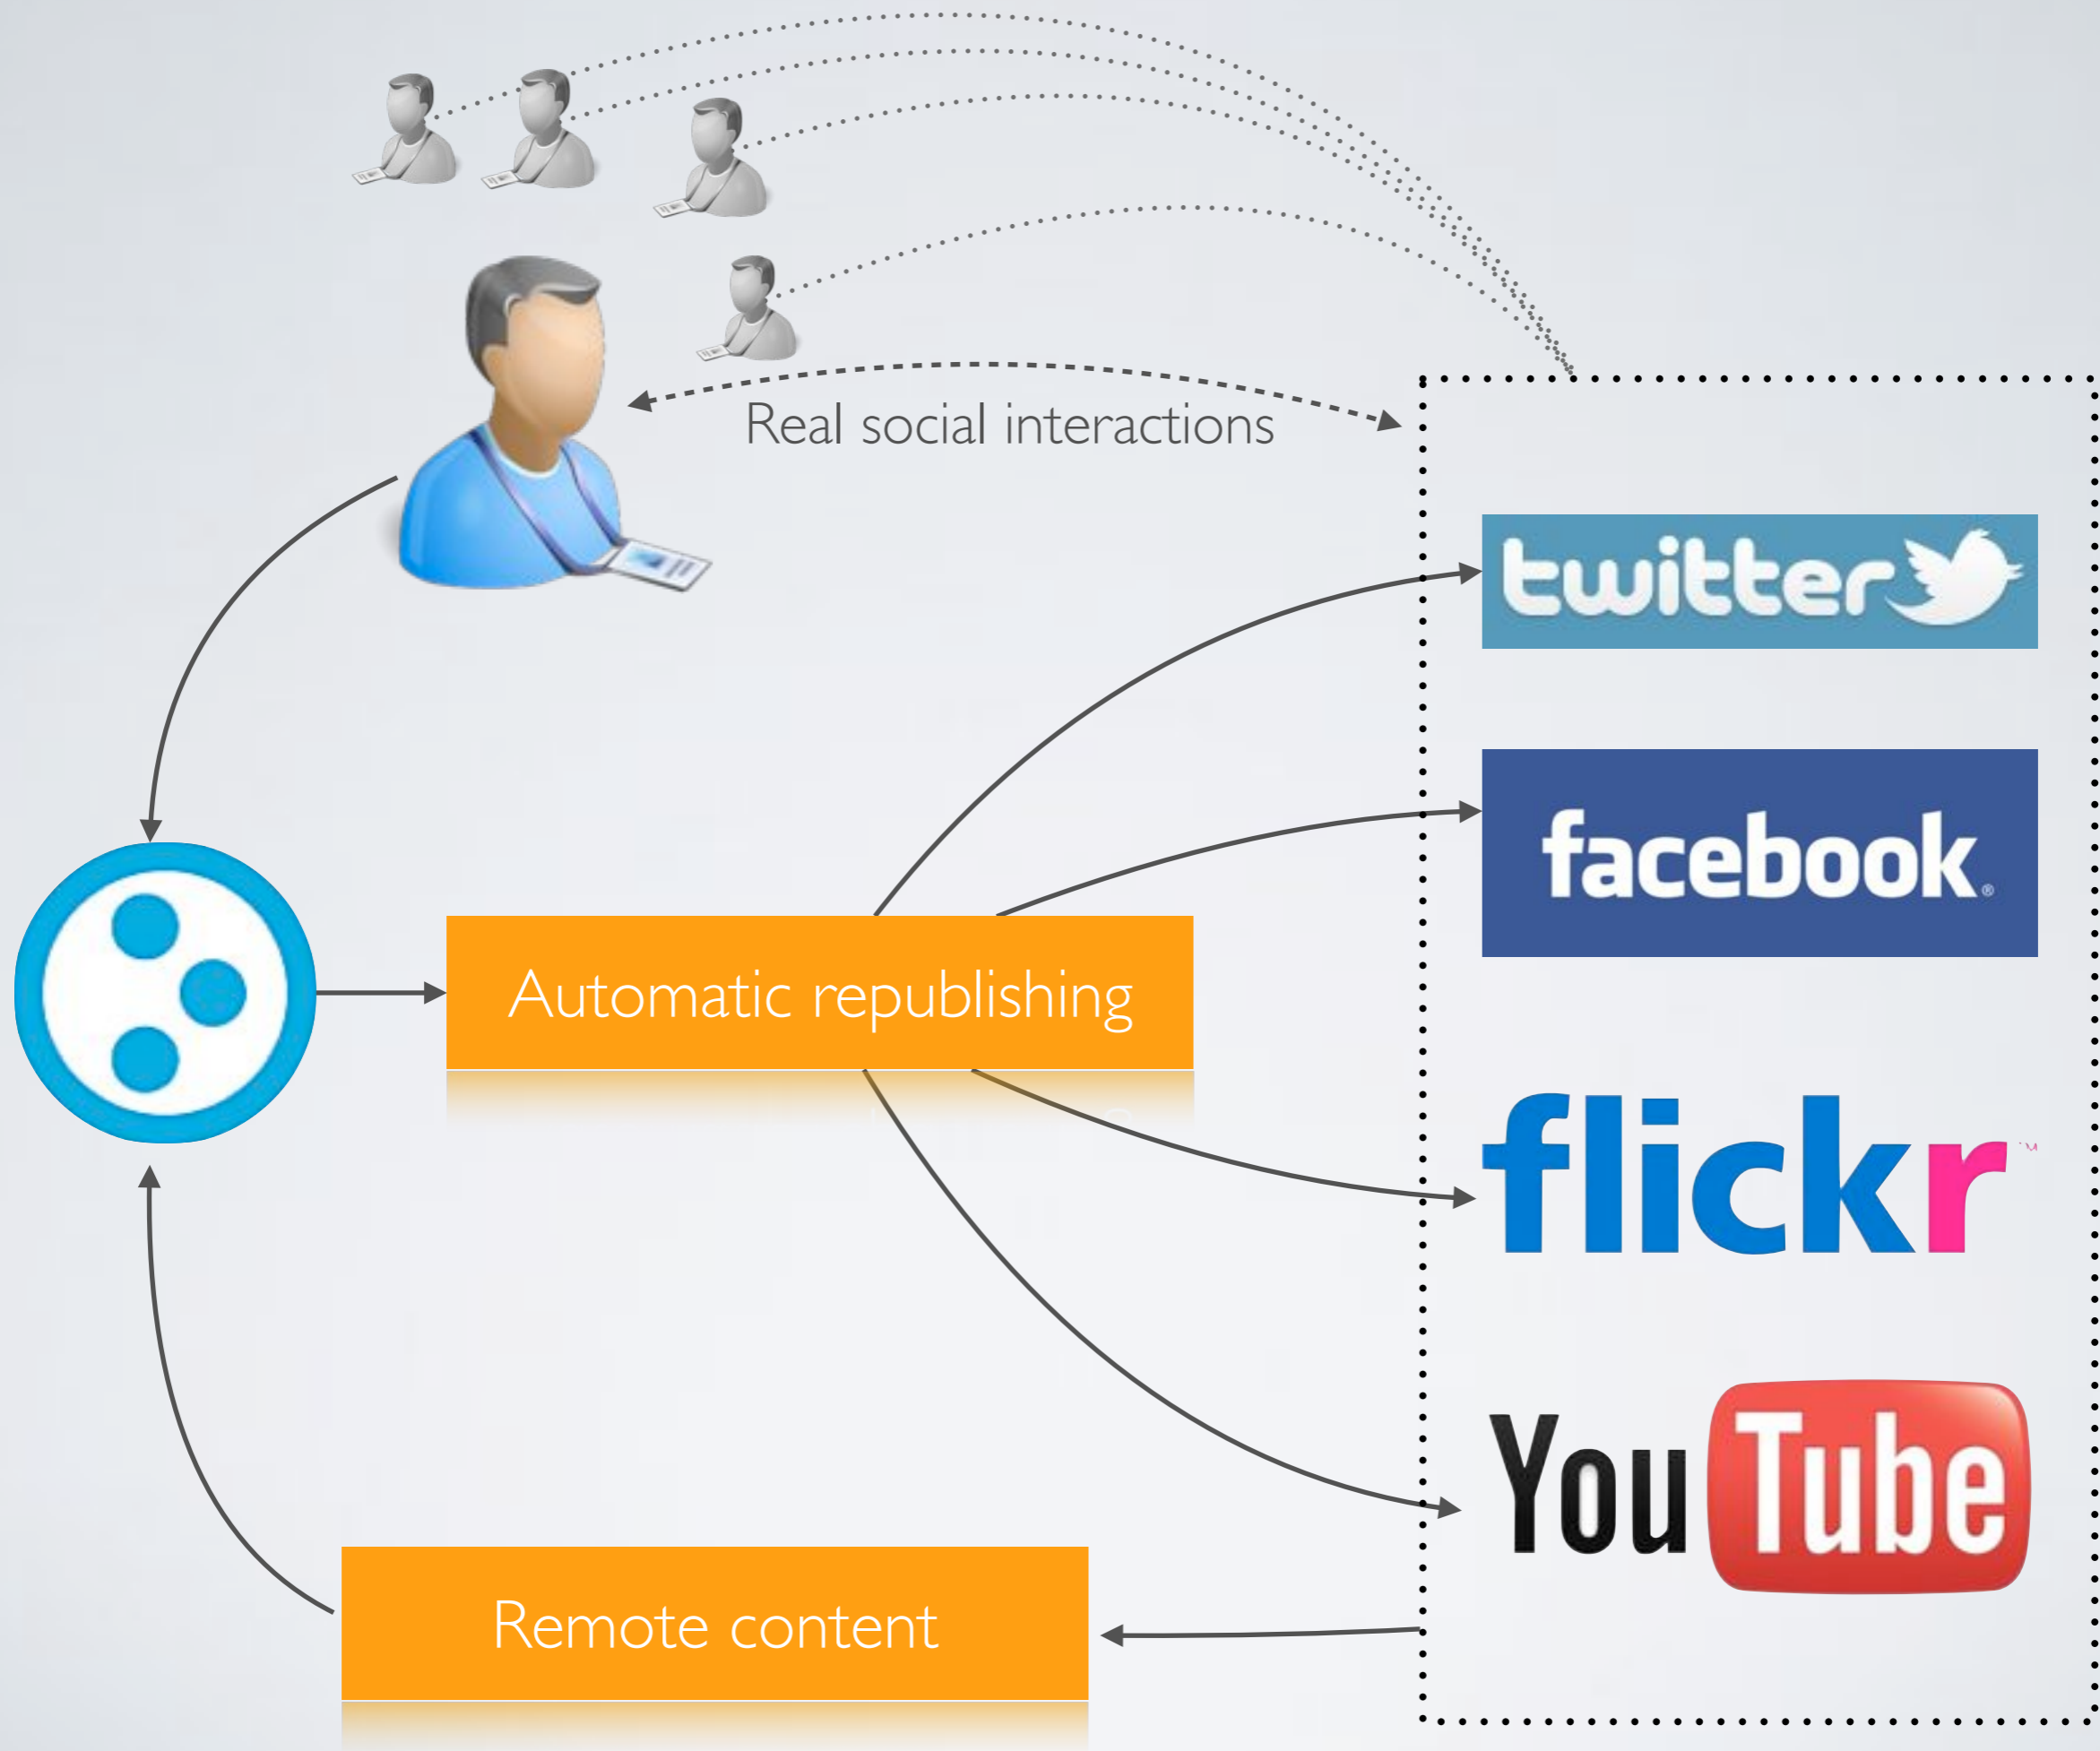 Real social interactions
twitter
facebook®
Automatic republishing
flickr
YouTube
Remote content